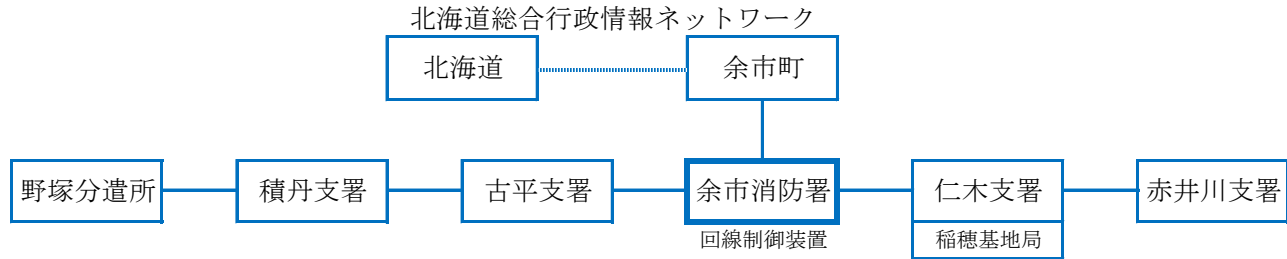 北海道総合行政情報ネットワーク
北海道
余市町
野塚分遣所
積丹支署
古平支署
余市消防署
仁木支署
赤井川支署
回線制御装置
稲穂基地局